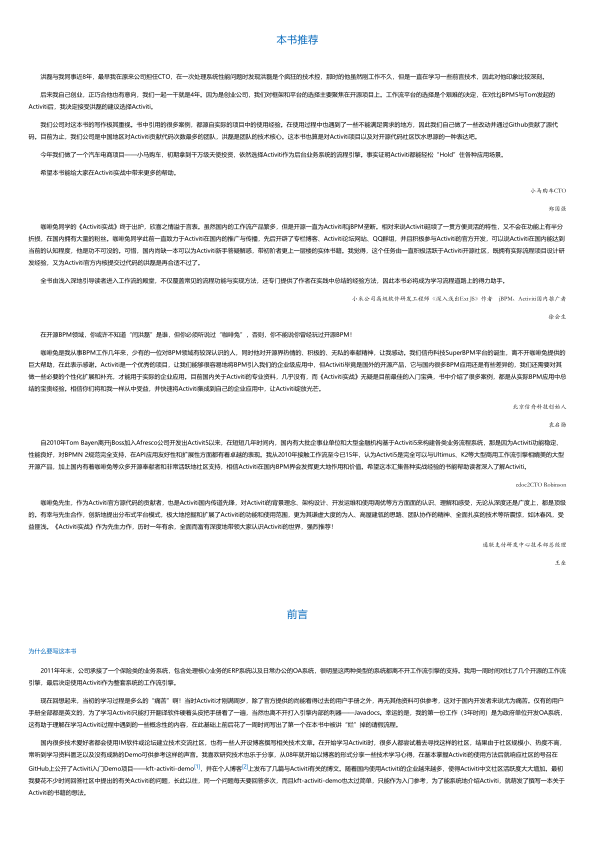 本书推荐
洪磊与我同事近8年，最早我在原来公司担任CTO，在一次处理系统性能问题时发现洪磊是个疯狂的技术控，顾时的他虽然刚工作不久，但是一直在学习一些前言技术，因此对他印象比较深刻。
后来我自己创业，正巧合他也有意向，我们一起一干就是4年。因为是创业公司，我们对框架和平台的选择主要聚焦在开源项目上。工作流平台的选择是个艰难的决定，在对比jBPM5与Tom发起的
Activiti后，我决定接受洪磊的建议选择Activiti。
我们公司对这本书的写作极其重视。书中引用的很多案例，都源自实际的项目中的使用经验。在使用过程中也遇到了一些不能满足需求的地方，因此我们自己做了一些改动并通过Github贡献了源代
码。目前为止，我们公司是中国地区对Activiti贡献代码次数最多的团队，洪磊是团队的技术核心。这本书也算是对Activiti项目以及对开源代码社区饮水思源的一种表达吧。
今年我们做了一个汽车电商项目——小马购车，初期拿到千万级天使投资，依然选择Activiti作为后台业务系统的流程引擎。事实证明Activiti都能轻松“Hold”住各种应用场景。
希望本书能给大家在Activiti实战中带来更多的帮助。
小马购车CTO
郑国强
咖啡兔同学的《Activiti实战》终于出炉，欣喜之情溢于言表。虽然国内的工作流产品繁多，但是开源一直为Activiti和jBPM垄断。相对来说Activiti延续了一贯方便灵活的特性，又不会在功能上有半分
折损，在国内拥有大量的粉丝。咖啡兔同学此前一直致力于Activiti在国内的推广与传播，先后开辟了专栏博客、Activiti论坛网站、QQ群组，并且积极参与Activiti的官方开发，可以说Activiti在国内能达到
当前的认知程度，他是功不可没的。可惜，国内尚缺一本可以为Activiti新手答疑解惑，带初阶者更上一层楼的实体书籍。我觉得，这个任务由一直积极活跃于Activiti开源社区，既拥有实际流程项目设计研
发经验，又为Activiti官方内核提交过代码的洪磊是再合适不过了。
全书由浅入深地引导读者进入工作流的殿堂，不仅覆盖常见的流程功能与实现方法，还专门提供了作者在实践中总结的经验方法，因此本书必将成为学习流程道路上的得力助手。
小米公司高级软件研发工程师《深入浅出Ext JS》作者 jBPM、Activiti国内推广者
徐会生
在开源BPM领域，你或许不知道“闫洪磊”是谁，但你必须听说过“咖啡兔”，否则，你不能说你曾经玩过开源BPM！
咖啡兔是我从事BPM工作几年来，少有的一位对BPM领域有较深认识的人，同时他对开源界热情的、积极的、无私的奉献精神，让我感动。我们信舟科技SuperBPM平台的诞生，离不开咖啡兔提供的
巨大帮助，在此表示感谢。Activiti是一个优秀的项目，让我们能够很容易地将BPM引入我们的企业级应用中，但Activiti毕竟是国外的开源产品，它与国内很多BPM应用还是有些差异的，我们还需要对其
做一些必要的个性化扩展和补充，才能用于实际的企业应用。目前国内关于Activiti的专业资料，几乎没有，而《Activiti实战》无疑是目前最佳的入门宝典，书中介绍了很多案例，都是从实际BPM应用中总
结的宝贵经验。相信你们将和我一样从中受益，并快速将Activiti集成到自己的企业应用中，让Activiti绽放光芒。
北京信舟科技创始人
袁启扬
自2010年Tom Bayen离开jBoss加入Afresco公司开发出Activiti5以来，在短短几年时间内，国内有大批企事业单位和大型金融机构基于Activiti5来构建各类业务流程系统，那是因为Activiti功能稳定，
性能良好，对BPMN 2规范完全支持，在API应用友好性和扩展性方面都有着卓越的表现。我从2010年接触工作流至今已15年，认为Activiti5是完全可以与Ultimus、K2等大型商用工作流引擎相媲美的大型
开源产品，加上国内有着咖啡兔等众多开源奉献者和非常活跃地社区支持，相信Activiti在国内BPM界会发挥更大地作用和价值。希望这本汇集各种实战经验的书能帮助读者深入了解Activiti。
edoc2CTO Robinson
咖啡兔先生，作为Activiti官方源代码的贡献者，也是Activiti国内传道先锋，对Activiti的背景理念、架构设计、开发运维和使用调优等方方面面的认识、理解和感受，无论从深度还是广度上，都是顶级
的。有幸与先生合作，创新地提出分布式平台模式、极大地挖掘和扩展了Activiti的功能和使用范围，更为其谦虚大度的为人、高屋建瓴的思路、团队协作的精神、全面扎实的技术等所震惊，如沐春风，受
益匪浅。《Activiti实战》作为先生力作，历时一年有余，全面而富有深度地带领大家认识Activiti的世界，强烈推荐！
通联支付研发中心技术部总经理
王垒
前言
为什么要写这本书
2011年年末，公司承接了一个保险类的业务系统，包含处理核心业务的ERP系统以及日常办公的OA系统，很明显这两种类型的系统都离不开工作流引擎的支持。我用一周时间对比了几个开源的工作流
引擎，最后决定使用Activiti作为整套系统的工作流引擎。
现在回想起来，当初的学习过程是多么的“痛苦”啊！当时Activiti才刚满周岁，除了官方提供的尚能看得过去的用户手册之外，再无其他资料可供参考，这对于国内开发者来说尤为痛苦。仅有的用户
手册全部都是英文的，为了学习Activiti只能打开翻译软件硬着头皮把手册看了一遍，当然也离不开打入引擎内部的利器——Javadocs。幸运的是，我的第一份工作（3年时间）是为政府单位开发OA系统，
这有助于理解在学习Activiti过程中遇到的一些概念性的内容，在此基础上前后花了一周时间写出了第一个在本书中被讲“烂”掉的请假流程。
国内很多技术爱好者都会使用IM软件或论坛建立技术交流社区，也有一些人开设博客撰写相关技术文章。在开始学习Activiti时，很多人都尝试着去寻找这样的社区，结果由于社区规模小、热度不高，
常听到学习资料匮乏以及没有成熟的Demo可供参考这样的声音。我喜欢研究技术也乐于分享，从08年就开始以博客的形式分享一些技术学习心得，在基本掌握Activiti的使用方法后就响应社区的号召在
GitHub上公开了Activiti入门Demo项目——kft-activiti-demo[1]，并在个人博客[2]上发布了几篇与Activiti有关的博文。随着国内使用Activiti的企业越来越多，使得Activiti中文社区活跃度大大增加。最初
我要花不少时间回答社区中提出的有关Activiti的问题，长此以往，同一个问题每天要回答多次，而且kft-activiti-demo也太过简单，只能作为入门参考，为了能系统地介绍Activiti，就萌发了撰写一本关于
Activiti的书籍的想法。